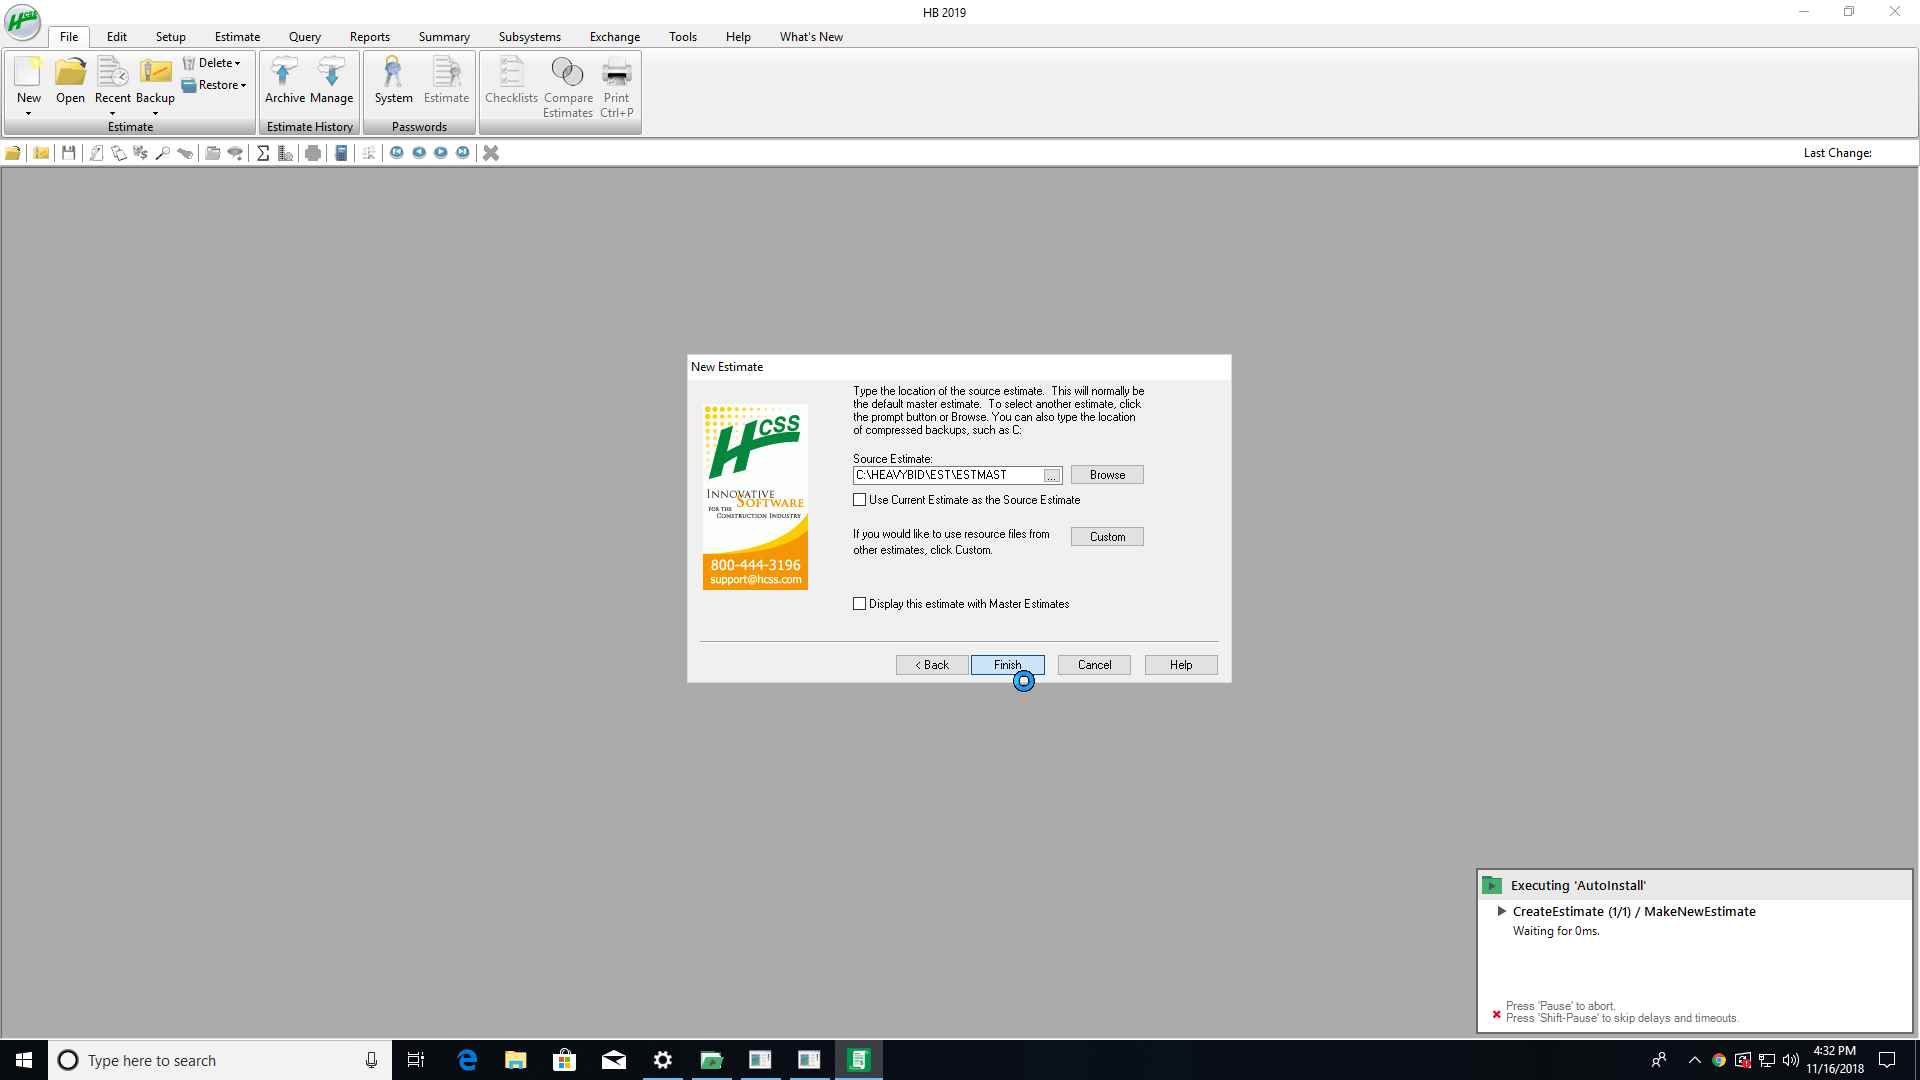 HB 2019
File Edit Setup Estimate Query Reports Summary Subsystems Exchange Tools Help What's New
New Open Recent Backup Delete Restore
Archive Manage
System Estimate
Checklists Compare Estimates Print Ctrl+P
Estimate Estimate History Passwords
Last Change:
New Estimate
Type the location of the source estimate. This will normally be
the default master estimate. To select another estimate, click
the prompt button or Browse. You can also type the location
of compressed backups, such as C:
Source Estimate:
C:\HEAVYBID\EST\ESTMAST ... Browse
Use Current Estimate as the Source Estimate
If you would like to use resource files from
other estimates, click Custom.
Custom
Display this estimate with Master Estimates
HCSS
INNOVATIVE
SOFTWARE
FOR THE
CONSTRUCTION INDUSTRY
800-444-3196
support@hcss.com
< Back Finish Cancel Help
Executing 'AutoInstall'
CreateEstimate (1/1) / MakeNewEstimate
Waiting for 0ms.
Press 'Pause' to abort.
Press 'Shift-Pause' to skip delays and timeouts.
Type here to search
4:32 PM
11/16/2018